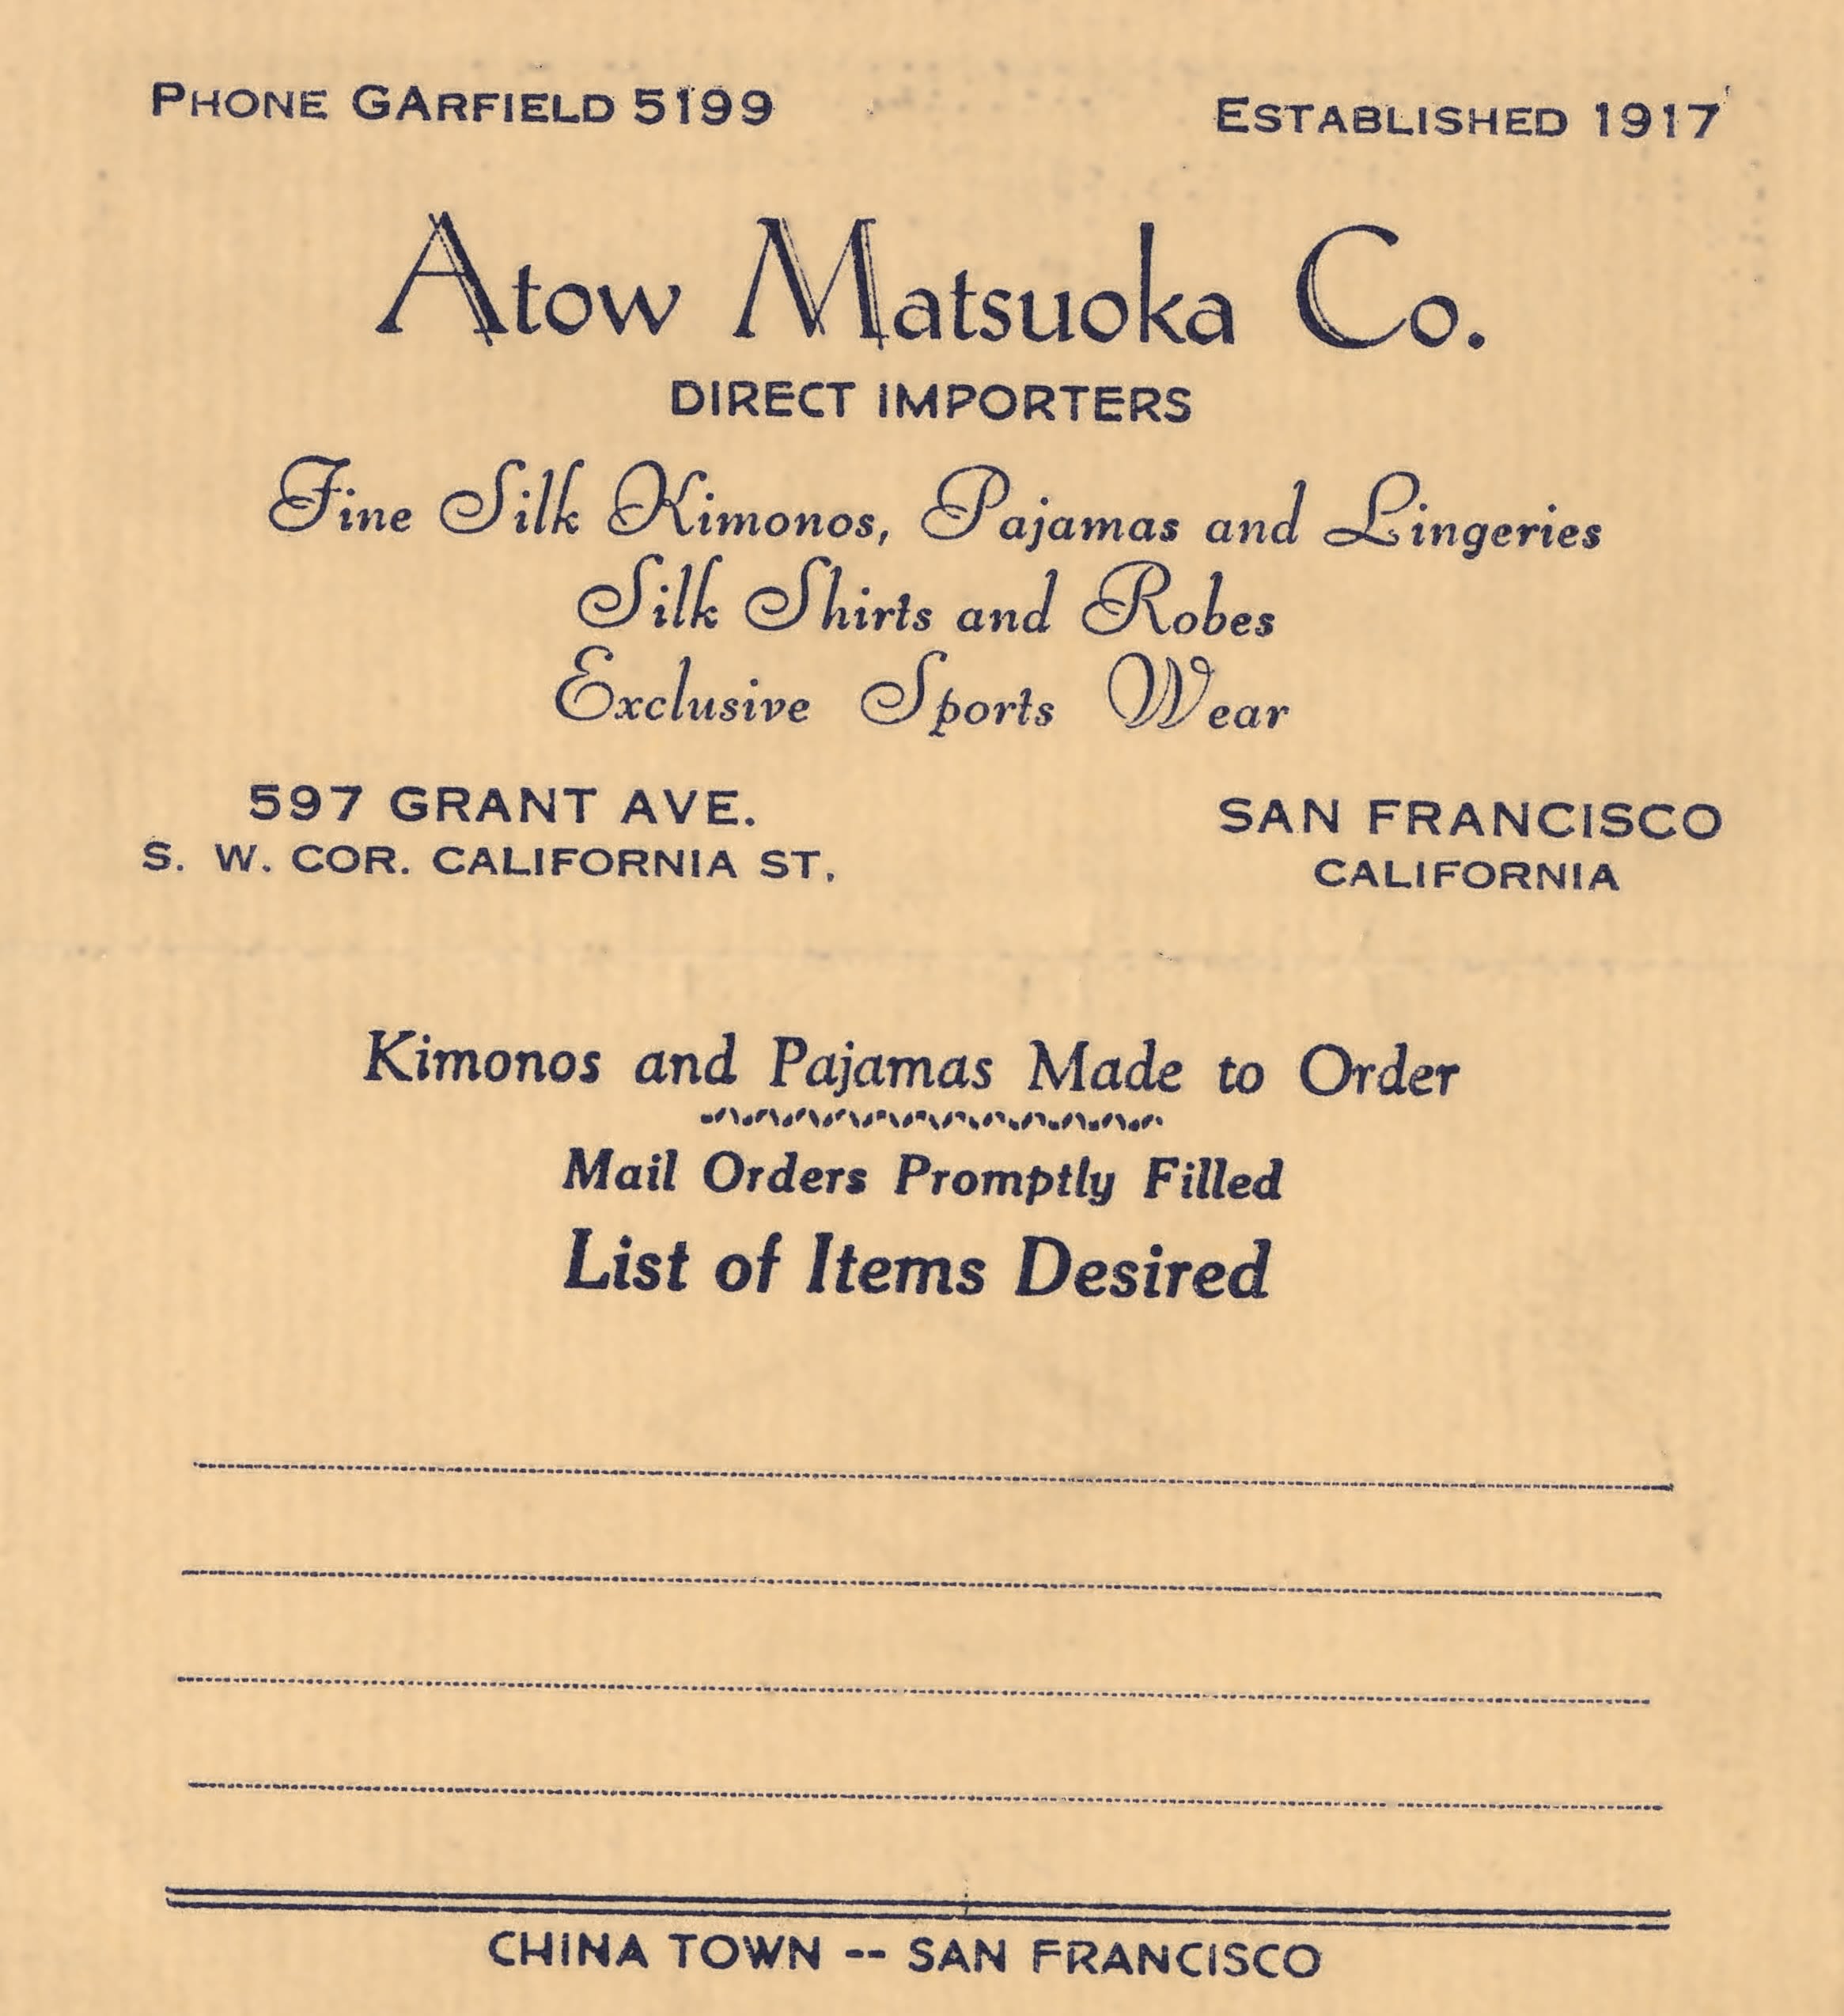 PHONE GARFIELD 5199
ESTABLISHED 1917
Atow Matsuoka Co.
DIRECT IMPORTERS
Fine Silk Kimonos, Pajamas and Lingeries
Silk Shirts and Robes
Exclusive Sports Wear
597 GRANT AVE.
S. W. COR. CALIFORNIA ST.
SAN FRANCISCO
CALIFORNIA
Kimonos and Pajamas Made to Order
Mail Orders Promptly Filled
List of Items Desired
CHINA TOWN -- SAN FRANCISCO